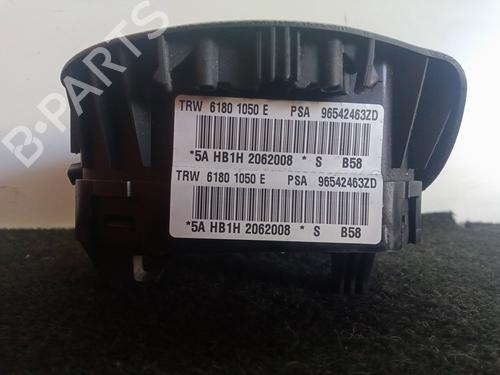 B-PARTS
TRW 6180 1050 E PSA 96542463ZD
*5A HB1H 2062008 * S B58
TRW 6180 1050 E PSA 96542463ZD
*5A HB1H 2062008 * S B58